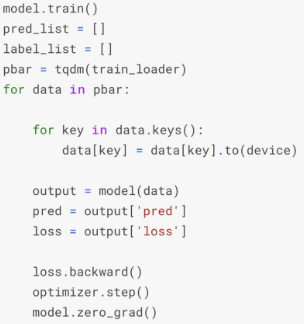 model.train()
pred_list = []
label_list = []
pbar = tqdm(train_loader)
for data in pbar:
for key in data.keys():
data[key] = data[key].to(device)
output = model(data)
pred = output['pred']
loss = output['loss']
loss.backward()
optimizer.step()
model.zero_grad()